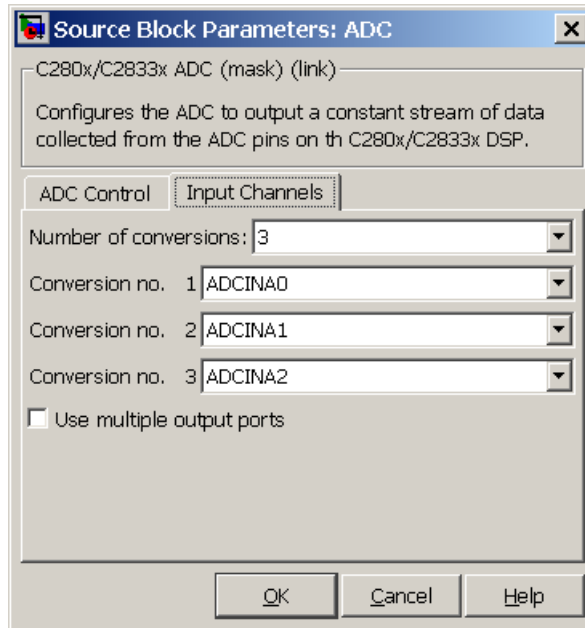 Source Block Parameters: ADC
C280x/C2833x ADC (mask) (link)
Configures the ADC to output a constant stream of data
collected from the ADC pins on th C280x/C2833x DSP.
ADC Control Input Channels
Number of conversions: 3
Conversion no. 1 ADCINA0
Conversion no. 2 ADCINA1
Conversion no. 3 ADCINA2
Use multiple output ports
OK Cancel Help